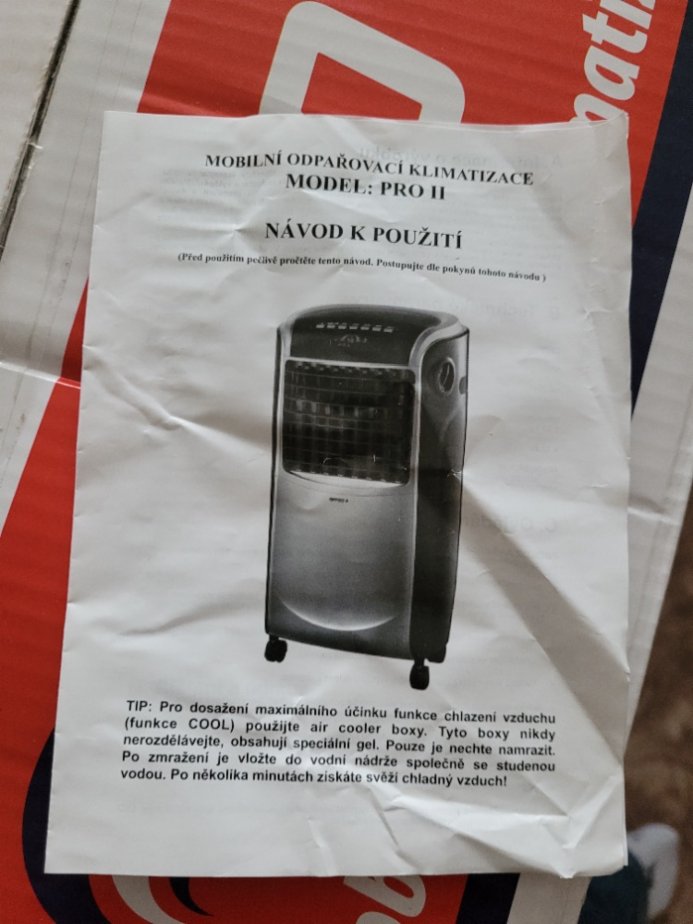 MOBILNÍ ODPAŘOVACÍ KLIMATIZACE
MODEL: PRO II
NÁVOD K POUŽITÍ
(Před použitím pečlivě pročtěte tento návod. Postupujte dle pokynů tohoto návodu )
TIP: Pro dosažení maximálního účinku funkce chlazení vzduchu
(funkce COOL) použijte air cooler boxy. Tyto boxy nikdy
nerozdělávejte, obsahují speciální gel. Pouze je nechte namrazit.
Po zmražení je vložte do vodní nádrže společně se studenou
vodou. Po několika minutách získáte svěží chladný vzduch!